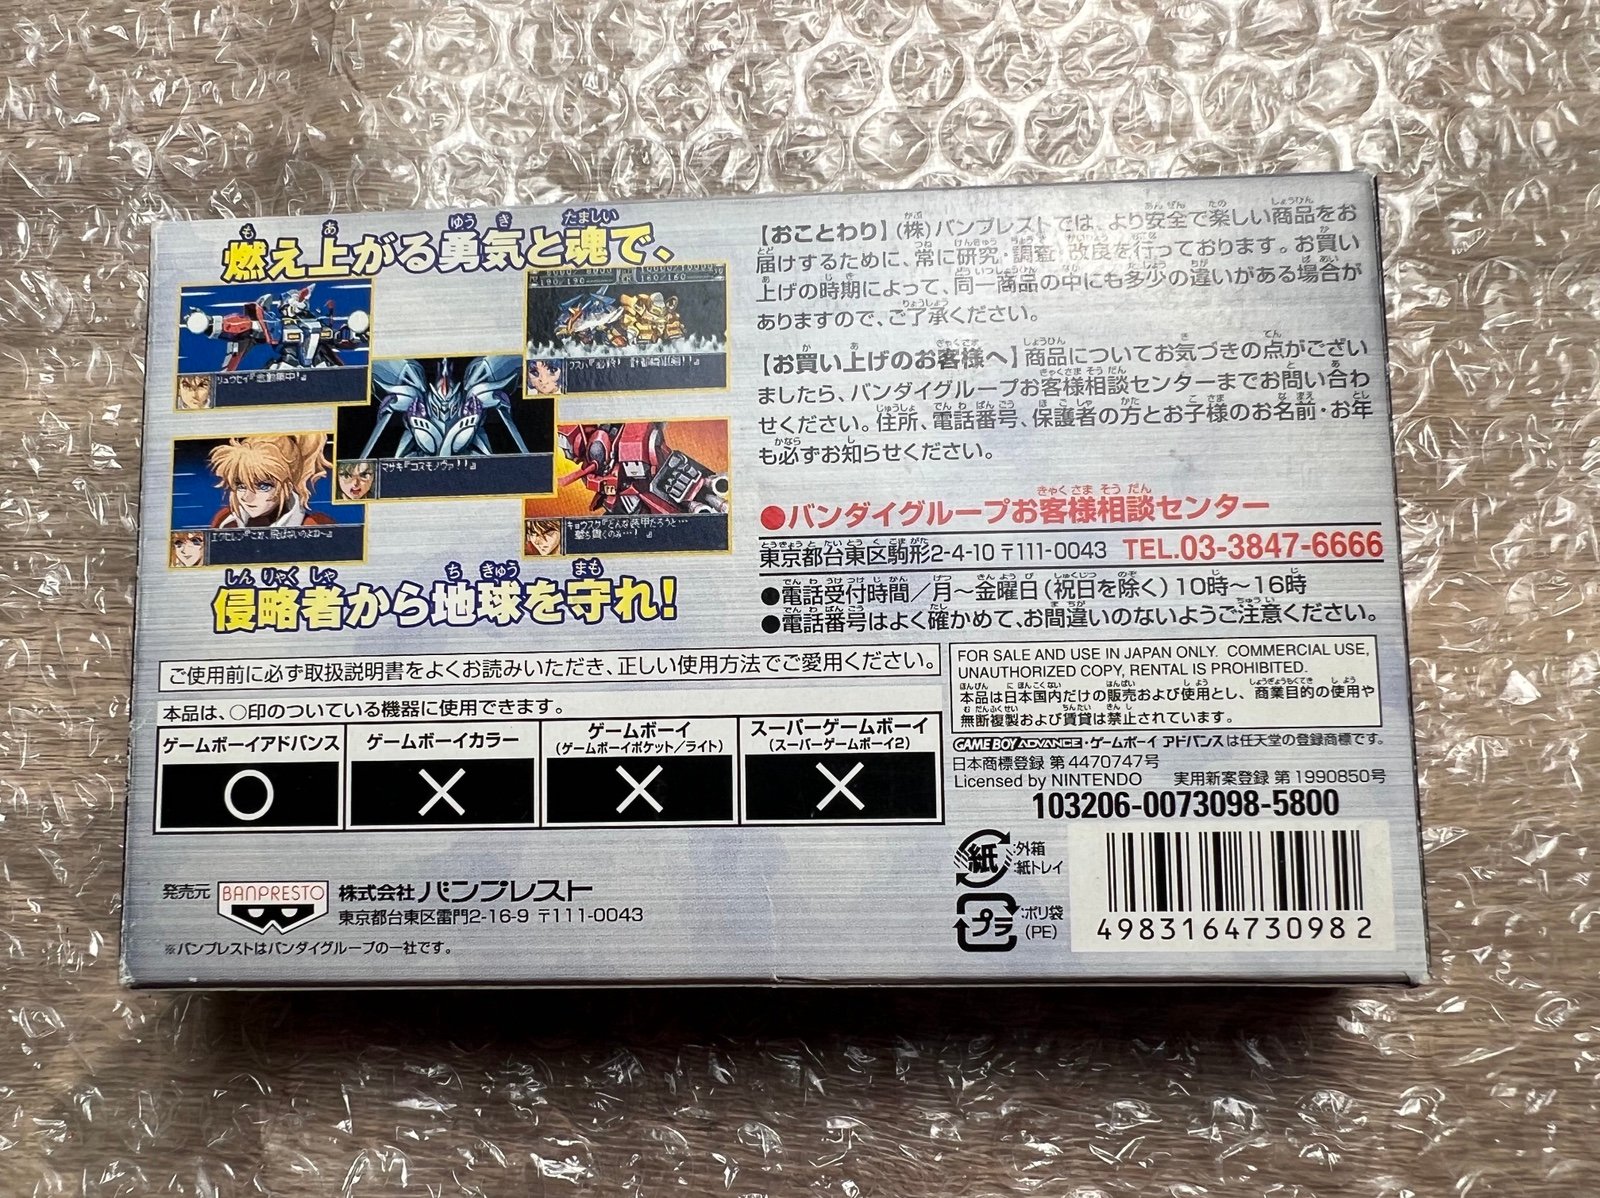 燃え上がる勇気と魂で、
リュウセイ『念動集中!』
マサキ『コスモノヴァ!!』
侵略者から地球を守れ!
【おことわり】(株)バンプレストでは、より安全で楽しい商品をお
届けするために、常に研究・調査・改良を行っております。お買い
上げの時期によって、同一商品の中にも多少の違いがある場合が
ありますので、ご了承ください。
【お買い上げのお客様へ】商品についてお気づきの点がござい
ましたら、バンダイグループお客様相談センターまでお問い合わ
せください。住所、電話番号、保護者の方とお子様のお名前・お年
も必ずお知らせください。
●バンダイグループお客様相談センター
東京都台東区駒形2-4-10 〒111-0043 TEL.03-3847-6666
●電話受付時間／月〜金曜日(祝日を除く)10時〜16時
●電話番号はよく確かめて、お間違いのないようご注意ください。
ご使用前に必ず取扱説明書をよくお読みいただき、正しい使用方法でご愛用ください。
本品は、○印のついている機器に使用できます。
ゲームボーイアドバンス
ゲームボーイカラー
ゲームボーイ
(ゲームボーイポケット／ライト)
スーパーゲームボーイ
(スーパーゲームボーイ2)
○ × × ×
FOR SALE AND USE IN JAPAN ONLY. COMMERCIAL USE,
UNAUTHORIZED COPY, RENTAL IS PROHIBITED.
本品は日本国内だけの販売および使用とし、商業目的の使用や
無断複製および賃貸は禁止されています。
GAME BOY ADVANCE・ゲームボーイ アドバンスは任天堂の登録商標です。
日本商標登録 第4470747号
Licensed by NINTENDO 実用新案登録 第1990850号
103206-0073098-5800
紙 :外箱
:紙トレイ
プラ :ポリ袋
(PE)
4983164730982
発売元 BANPRESTO 株式会社 バンプレスト
東京都台東区雷門2-16-9 〒111-0043
※バンプレストはバンダイグループの一社です。